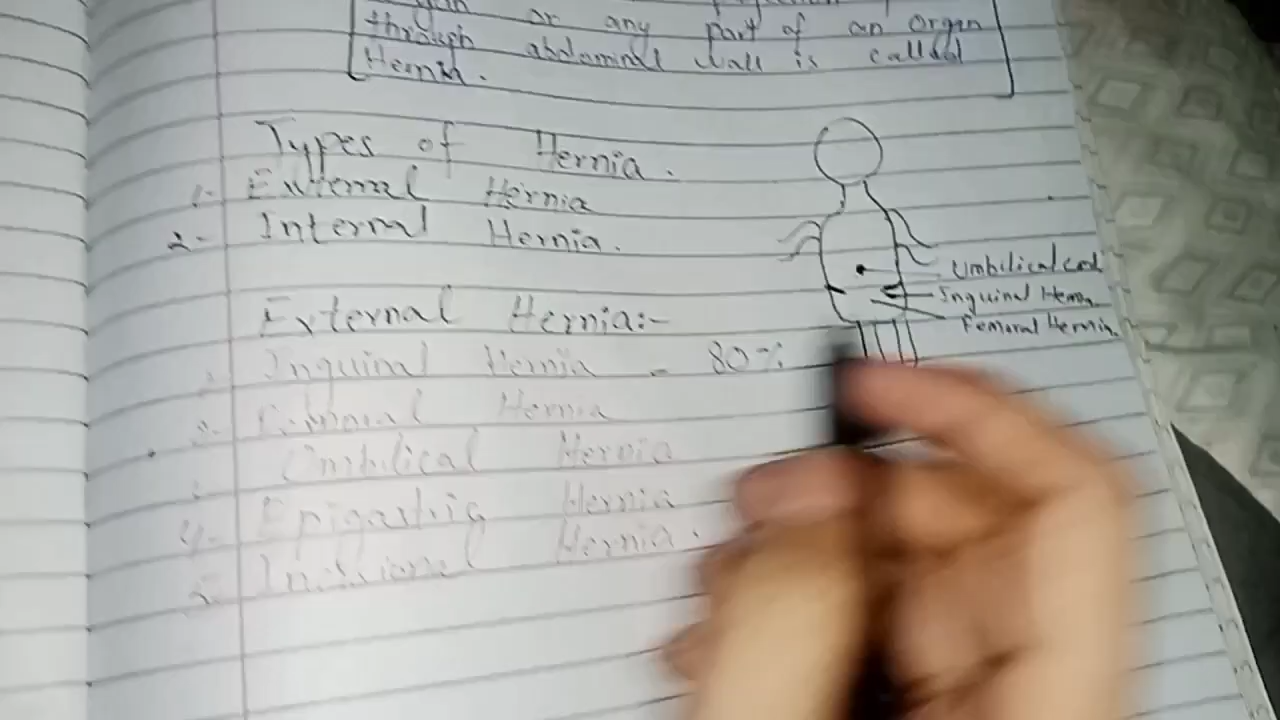 or any part of an organ
through abdominal wall is called
Hernia.
Types of Hernia.
1- External Hernia
2- Internal Hernia.
Umbilical cod
Inguinal Hernia
Femoral Hernia.
External Hernia:-
Inguinal Hernia - 80%
Hernia
Umbilical Hernia
4- Epigastric Hernia
5- Hernia.